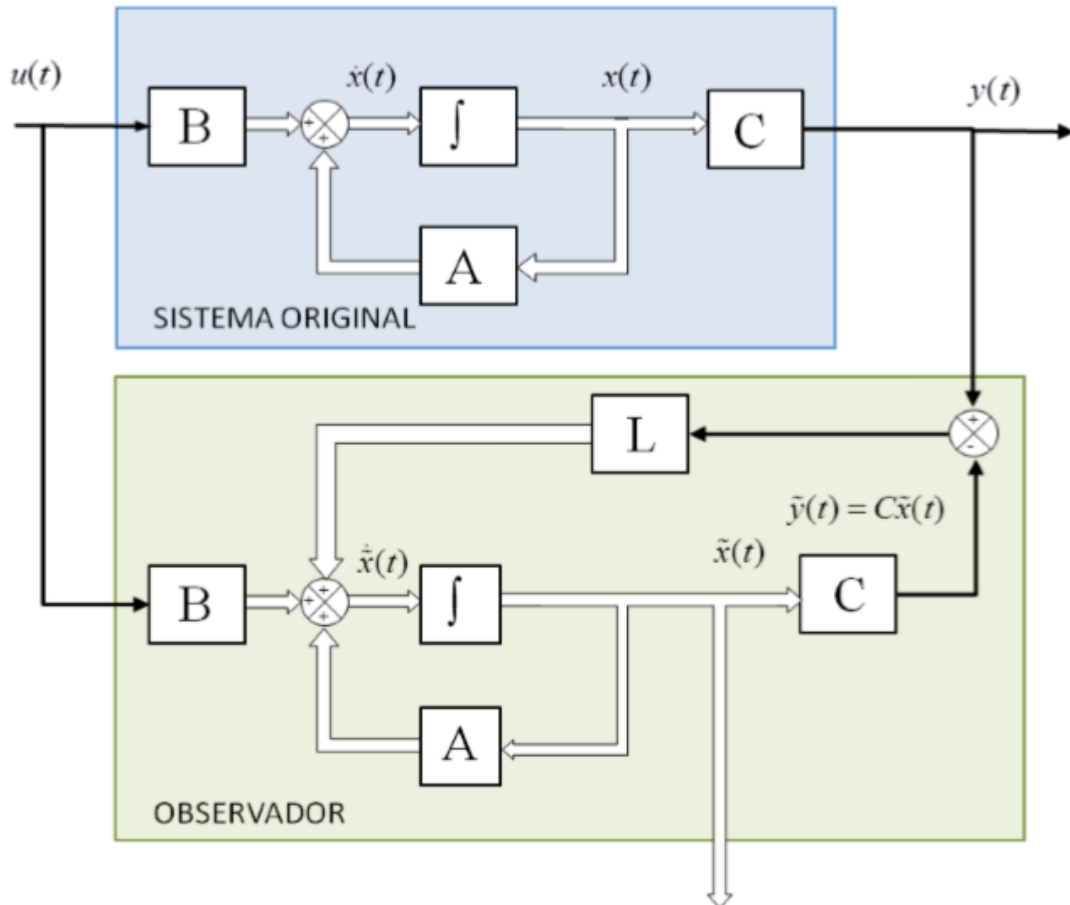 u(t)
ẋ(t)
x(t)
y(t)
B
+
+
∫
C
A
SISTEMA ORIGINAL
L
+
-
ỹ(t) = Cx̃(t)
x̃̇(t)
x̃(t)
B
+
+
+
∫
C
A
OBSERVADOR